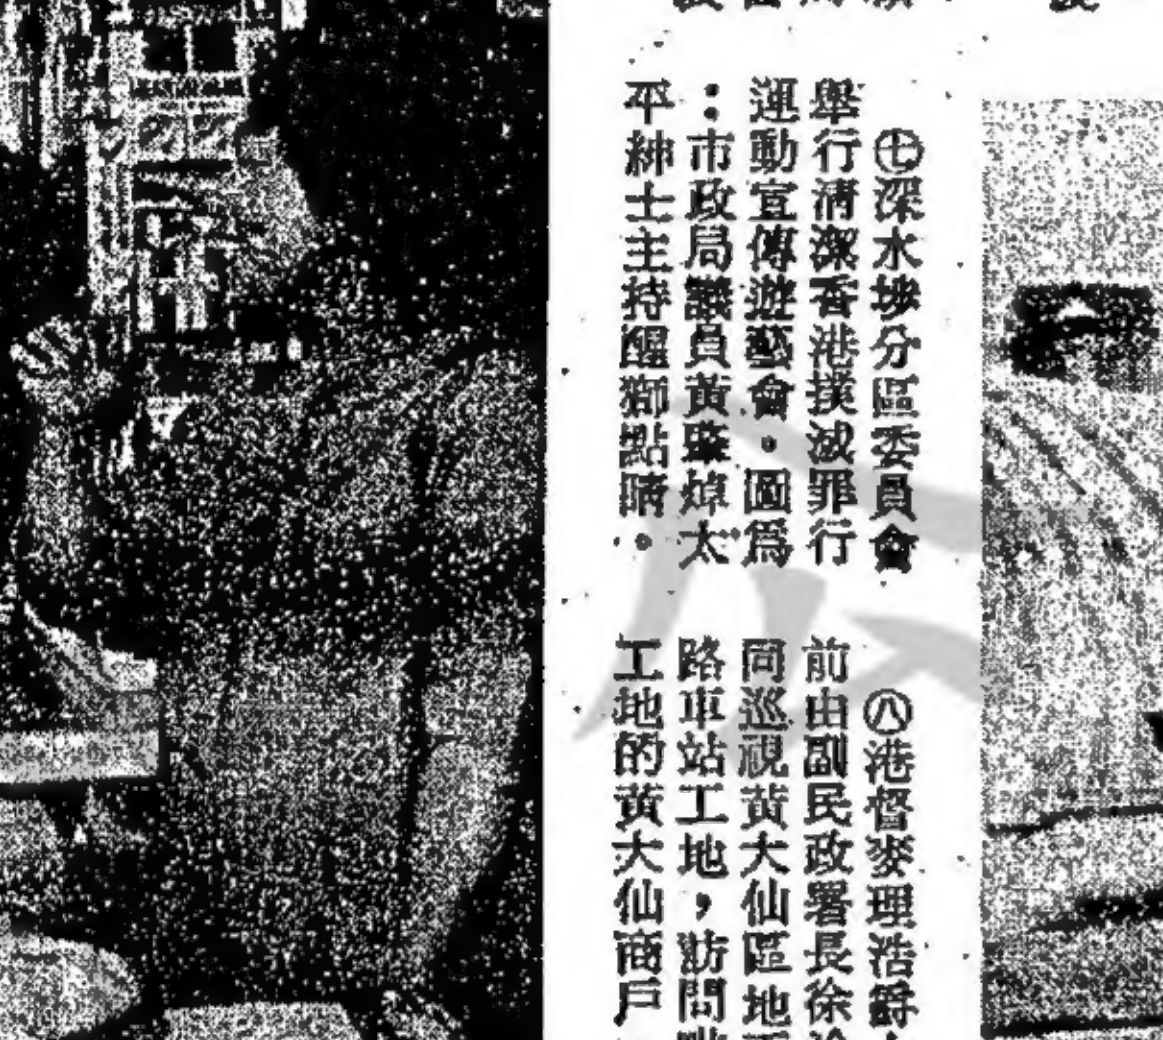 ㊆深水埗分區委員會
舉行清潔香港撲滅罪行
運動宣傳遊藝會。圖爲
：市政局議員黃焯太
平紳士主持醒獅點睛。
㊇港督麥理浩爵
前由副民政署長徐
同巡視黃大仙區地
路車站工地，訪問
工地的黃大仙商戶